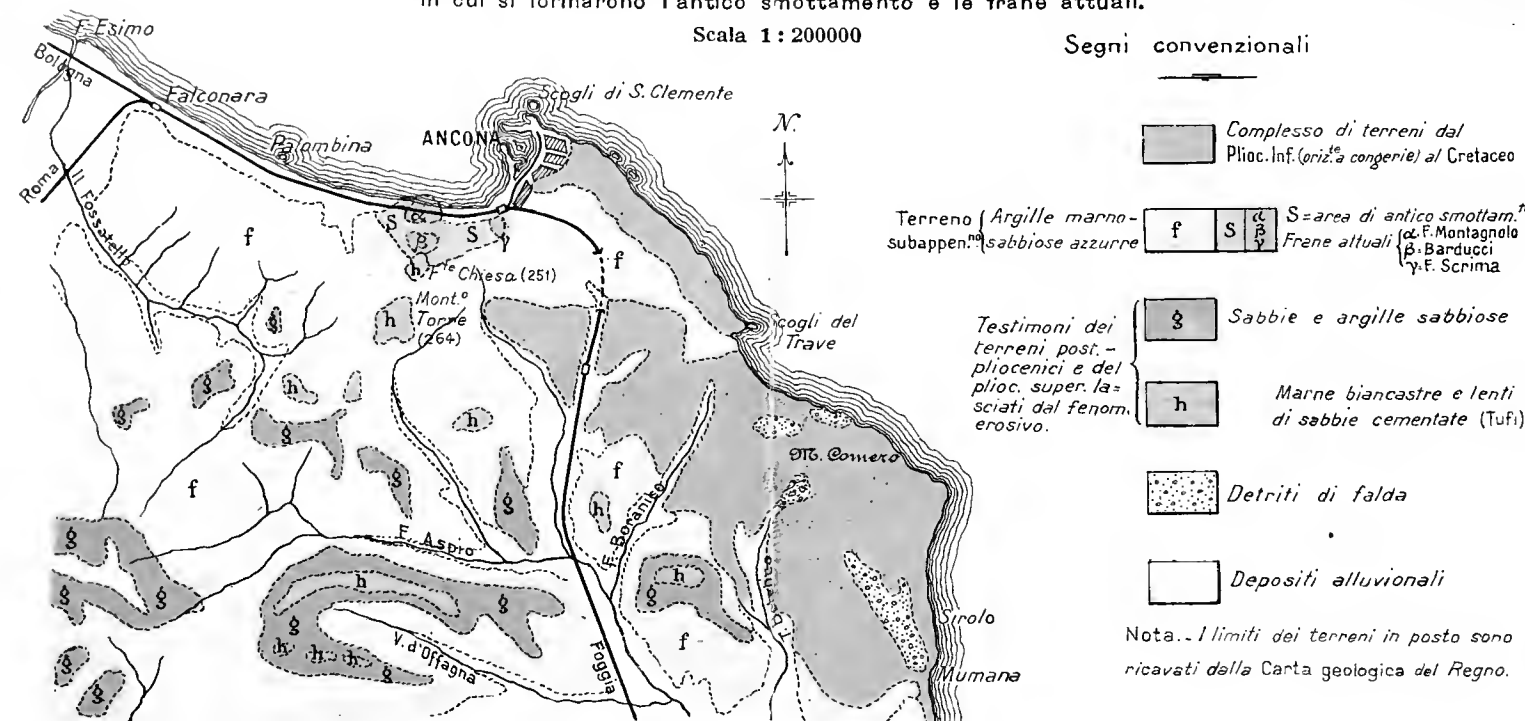 in cui si formarono l'antico smottamento e le frane attuali.
Scala 1 : 200000
Segni convenzionali
Complesso di terreni dal
Plioc. Inf. (oriz.te a congerie) al Cretaceo
Terreno subappen.no
Argille marno-
sabbiose azzurre
f
S
α
β
γ
S = area di antico smottam.to
Frane attuali
α. F. Montagnolo
β. Barducci
γ. F. Scrima
Testimoni dei
terreni post.-
pliocenici e del
plioc. super. la=
sciati dal fenom.
erosivo.
g
Sabbie e argille sabbiose
h
Marne biancastre e lenti
di sabbie cementate (Tufi)
Detriti di falda
Depositi alluvionali
Nota.- I limiti dei terreni in posto sono
ricavati dalla Carta geologica del Regno.
F. Esimo
Bologna
Falconara
Roma
Il Fossatello
Palombina
ANCONA
Scogli di S. Clemente
N.
f
S
α
β
S
γ
f
h
F.te Chiesa (251)
h
Mont.o
Torre
(264)
g
g
h
g
g
g
h
g
f
Scogli del
Trave
M. Conero
f
h
F. Boranico
F. Aspro
g
g
g
h
g
g
h
h
h
g
V. d'Offagna
Foggia
g
h
f
g
g
Sirolo
Mumana